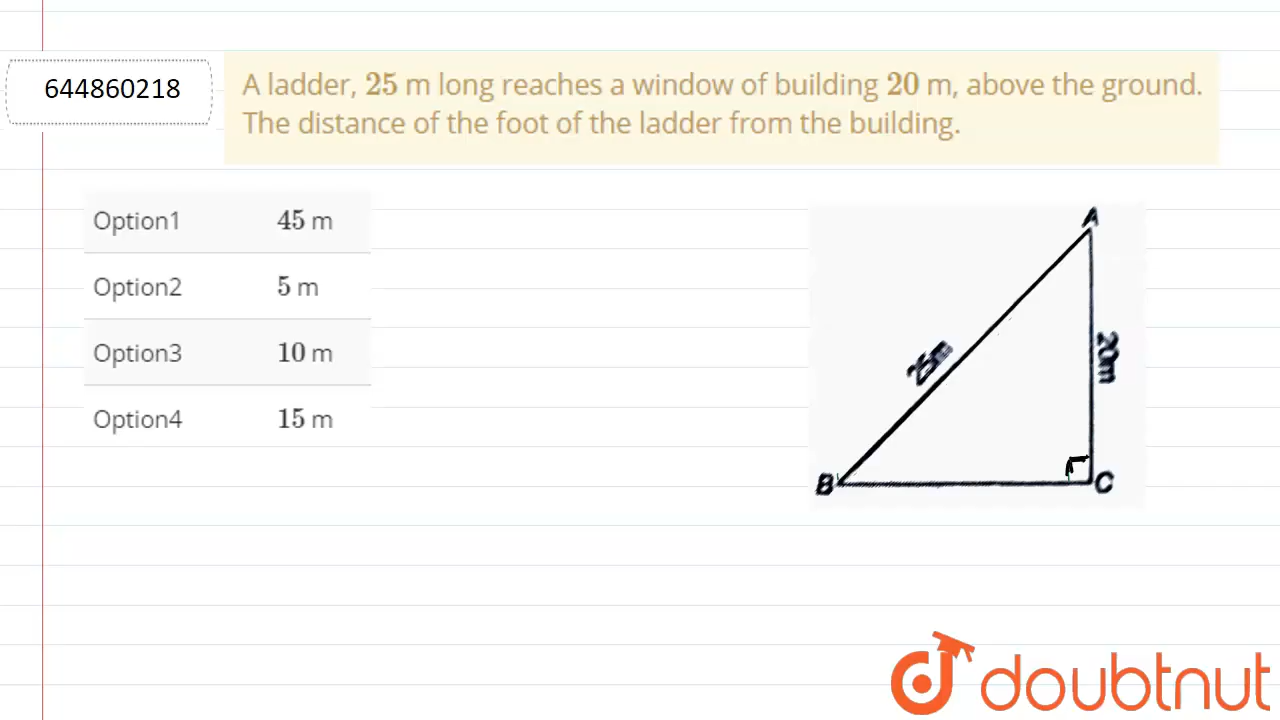 644860218
A ladder, 25 m long reaches a window of building 20 m, above the ground.
The distance of the foot of the ladder from the building.
Option1 45 m
Option2 5 m
Option3 10 m
Option4 15 m
A
20m
B
C
doubtnut